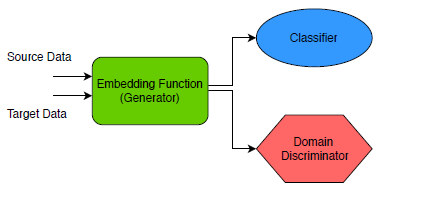 Source Data
Target Data
Embedding Function
(Generator)
Classifier
Domain
Discriminator